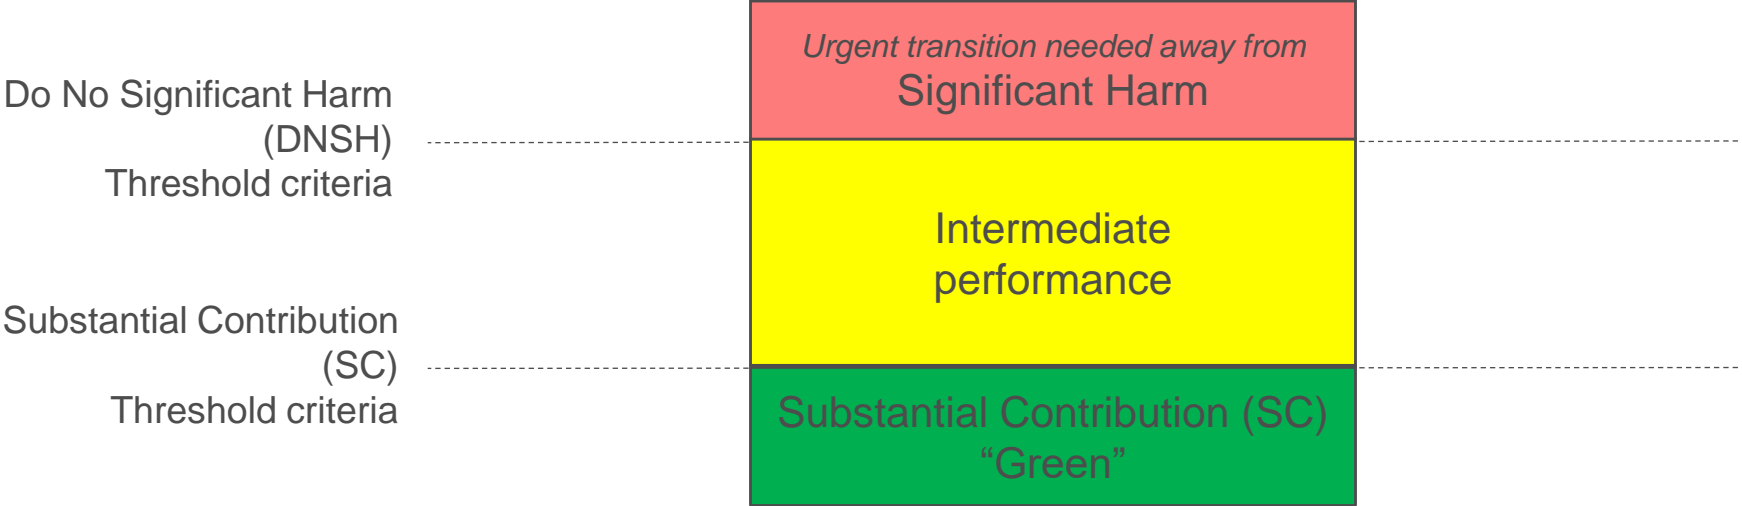 Do No Significant Harm
(DNSH)
Threshold criteria
Substantial Contribution
(SC)
Threshold criteria
Urgent transition needed away from
Significant Harm
Intermediate
performance
Substantial Contribution (SC)
“Green”